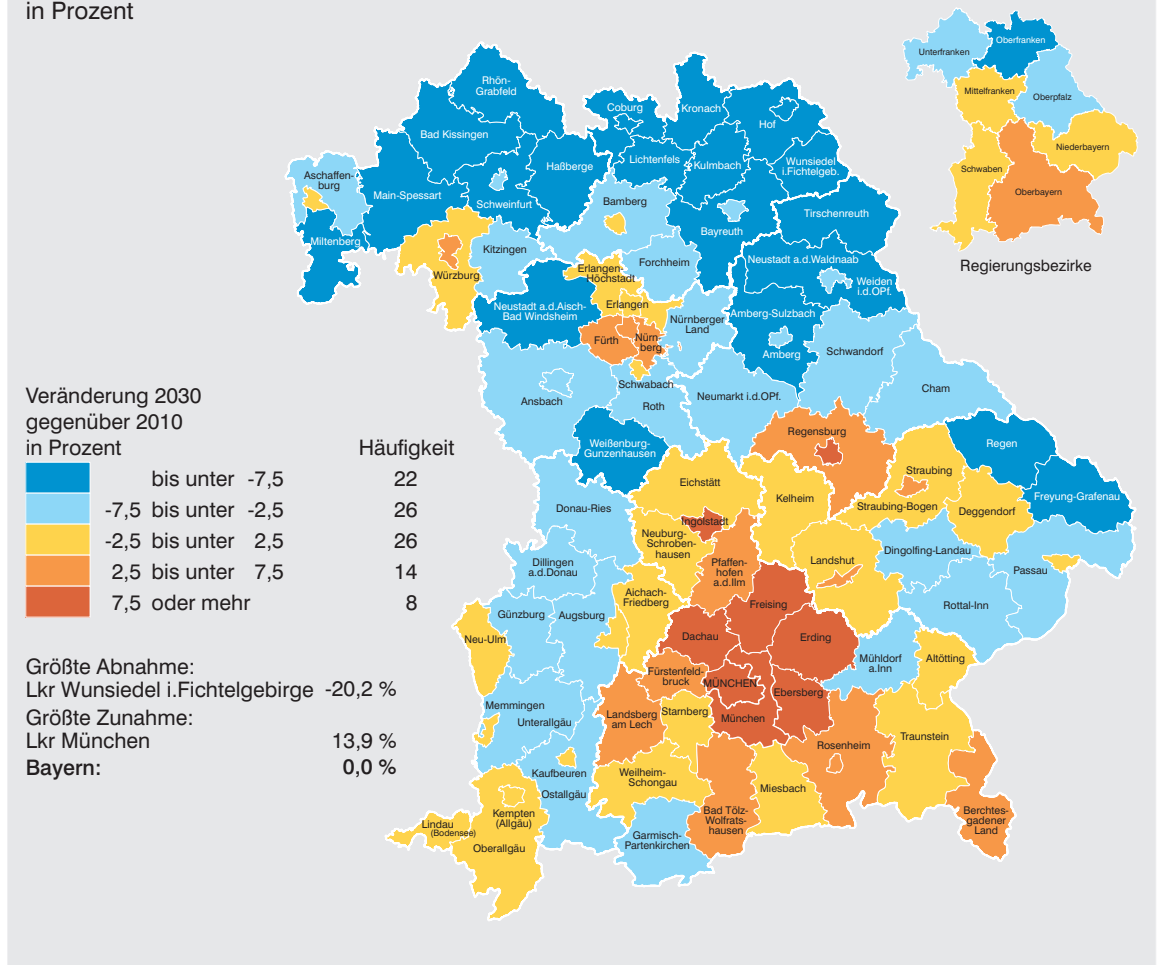 in Prozent
Unterfranken
Oberfranken
Mittelfranken
Oberpfalz
Niederbayern
Schwaben
Oberbayern
Regierungsbezirke
Rhön-
Grabfeld
Coburg
Kronach
Hof
Bad Kissingen
Lichtenfels
Kulmbach
Wunsiedel
i.Fichtelgeb.
Haßberge
Aschaffen-
burg
Main-Spessart
Schweinfurt
Bamberg
Bayreuth
Tirschenreuth
Miltenberg
Würzburg
Kitzingen
Forchheim
Neustadt a.d.Waldnaab
Weiden
i.d.OPf.
Erlangen-
Höchstadt
Neustadt a.d.Aisch-
Bad Windsheim
Erlangen
Nürnberger
Land
Amberg-Sulzbach
Fürth
Nürn-
berg
Amberg
Schwandorf
Ansbach
Schwabach
Roth
Neumarkt i.d.OPf.
Cham
Weißenburg-
Gunzenhausen
Regensburg
Regen
Eichstätt
Kelheim
Straubing
Straubing-Bogen
Deggendorf
Freyung-Grafenau
Donau-Ries
Ingolstadt
Neuburg-
Schroben-
hausen
Pfaffen-
hofen
a.d.Ilm
Landshut
Dingolfing-Landau
Passau
Dillingen
a.d.Donau
Rottal-Inn
Günzburg
Augsburg
Aichach-
Friedberg
Freising
Neu-Ulm
Dachau
Erding
Mühldorf
a.Inn
Altötting
Fürstenfeld-
bruck
MÜNCHEN
Ebersberg
Memmingen
Unterallgäu
Landsberg
am Lech
Starnberg
München
Rosenheim
Traunstein
Kaufbeuren
Ostallgäu
Weilheim-
Schongau
Miesbach
Bad Tölz-
Wolfrats-
hausen
Berchtes-
gadener
Land
Lindau
(Bodensee)
Kempten
(Allgäu)
Oberallgäu
Garmisch-
Partenkirchen
Veränderung 2030
gegenüber 2010
in Prozent Häufigkeit
bis unter -7,5 22
-7,5 bis unter -2,5 26
-2,5 bis unter 2,5 26
2,5 bis unter 7,5 14
7,5 oder mehr 8
Größte Abnahme:
Lkr Wunsiedel i.Fichtelgebirge -20,2 %
Größte Zunahme:
Lkr München 13,9 %
Bayern: 0,0 %